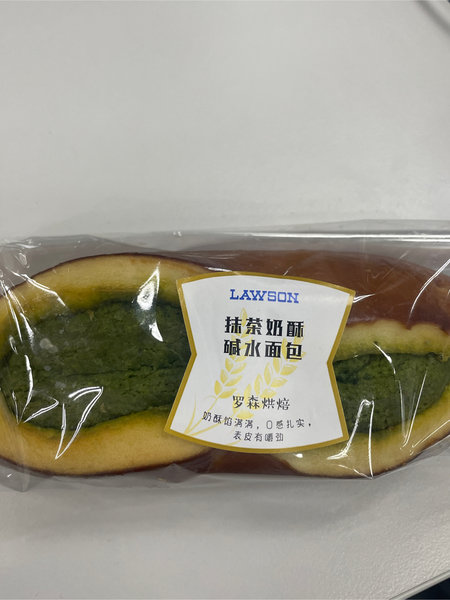 LAWSON
抹茶奶酥
碱水面包
罗森烘焙
奶酥馅满满，口感扎实，
表皮有嚼劲